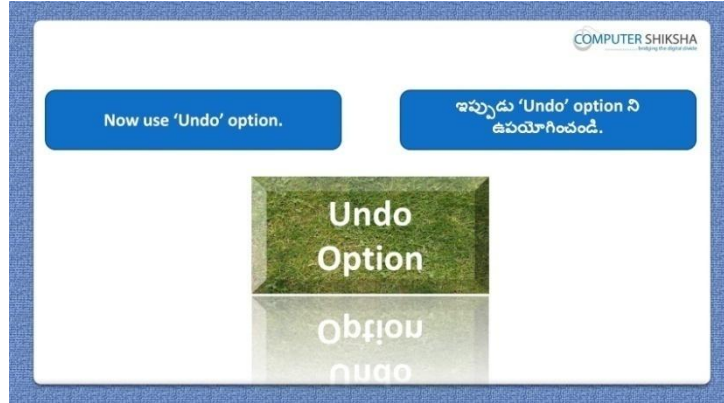 COMPUTER SHIKSHA
bridging the digital divide
Now use ‘Undo’ option.
ఇప్పుడు ‘Undo’ option ని
ఉపయోగించండి.
Undo
Option